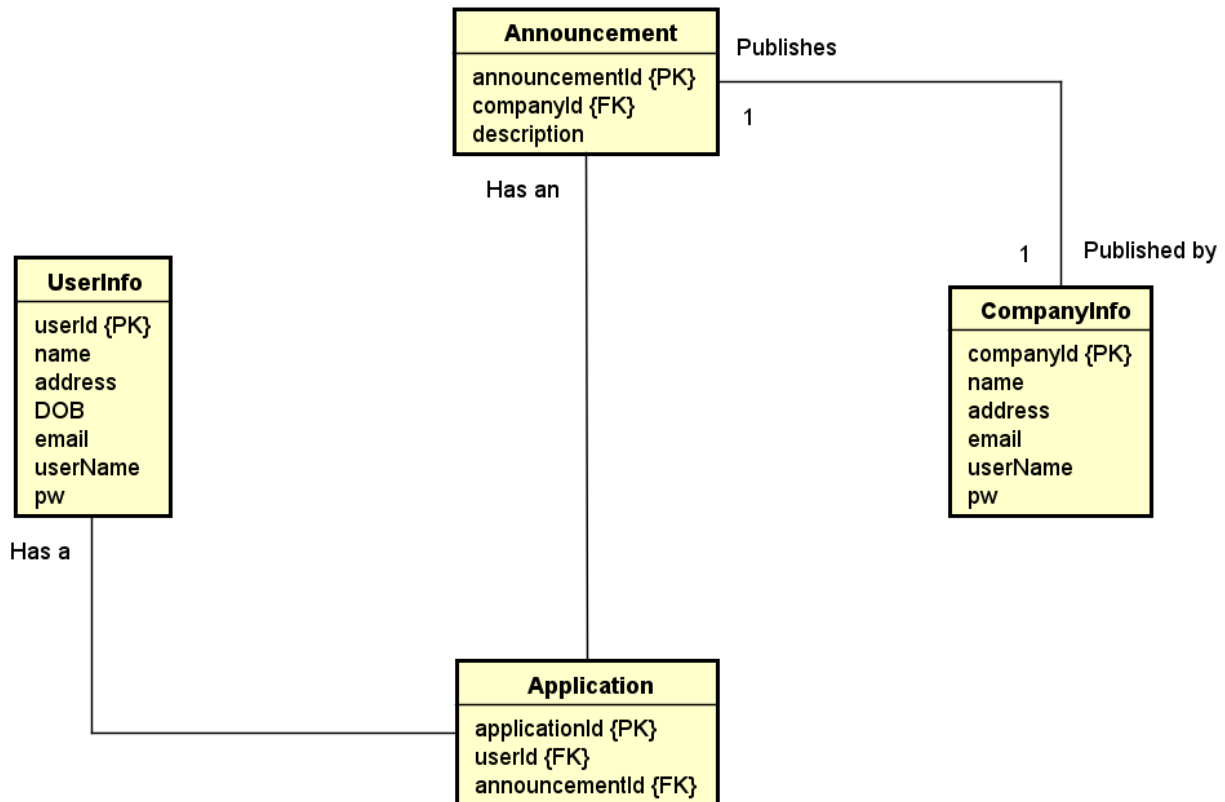 Announcement
announcementId {PK}
companyId {FK}
description
Publishes
1
Has an
1
Published by
UserInfo
userId {PK}
name
address
DOB
email
userName
pw
Has a
CompanyInfo
companyId {PK}
name
address
email
userName
pw
Application
applicationId {PK}
userId {FK}
announcementId {FK}